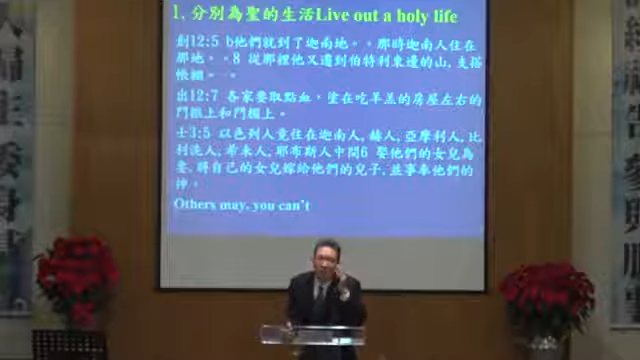 1. 分別為聖的生活Live out a holy life
創12:5 b他們就到了迦南地。。那時迦南人住在
那地。。8 從那裡他又遷到伯特利東邊的山,支搭
帳棚。。
出12:7 各家要取點血,塗在吃羊羔的房屋左右的
門框上和門楣上。
士3:5 以色列人竟住在迦南人,赫人,亞摩利人,比
利洗人,希未人,耶布斯人中間6 娶他們的女兒為
妻,將自己的女兒嫁給他們的兒子,並事奉他們的
神。
Others may, you can't